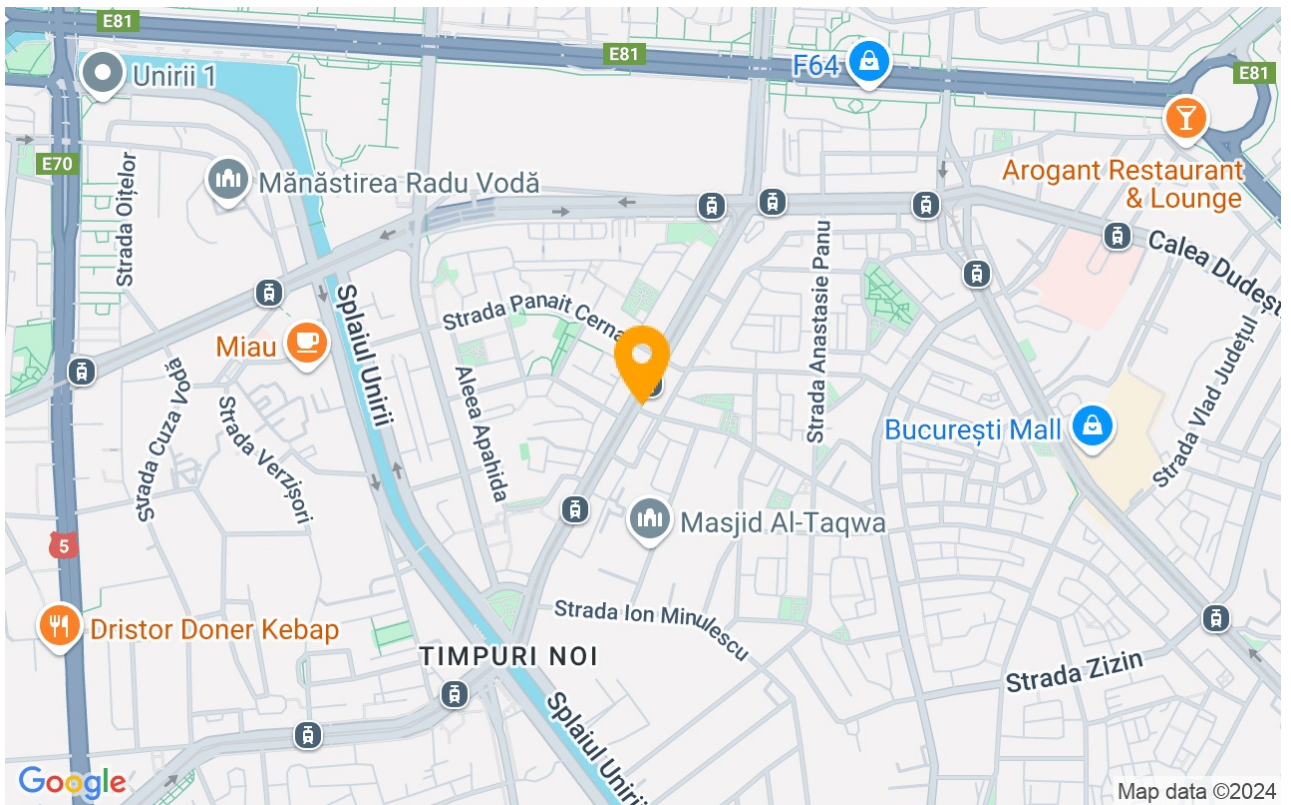 E81
E81
F64
E81
Unirii 1
E70
Strada Oițelor
Mănăstirea Radu Vodă
Arogant Restaurant
& Lounge
Calea Dudești
Splaiul Unirii
Strada Panait Cerna
Strada Anastasie Panu
Miau
Aleea Apahida
Strada Cuza Vodă
Strada Verzișori
București Mall
Strada Vlad Județul
Masjid Al-Taqwa
5
Strada Ion Minulescu
Dristor Doner Kebap
TIMPURI NOI
Strada Zizin
Splaiul Unirii
Google
Map data ©2024